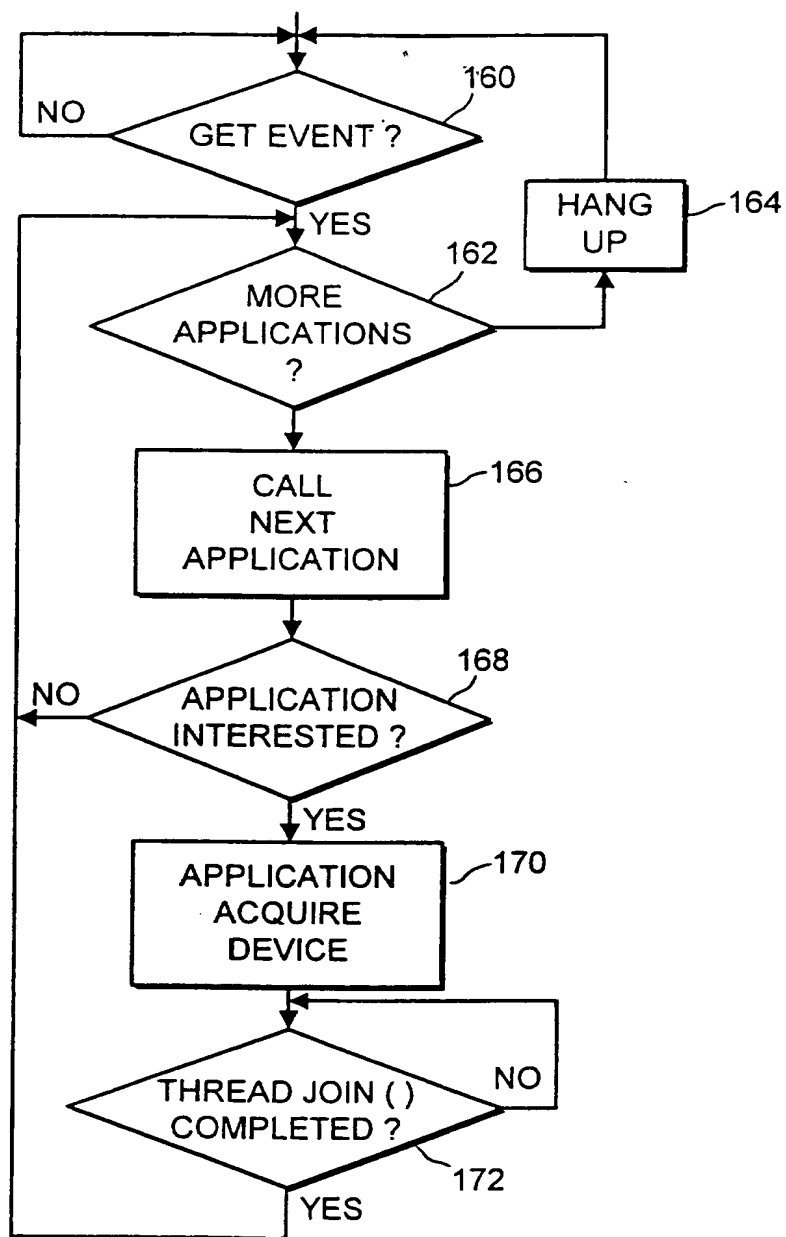 160
NO
GET EVENT ?
HANG
UP
164
YES
162
MORE
APPLICATIONS
?
166
CALL
NEXT
APPLICATION
168
NO
APPLICATION
INTERESTED ?
YES
170
APPLICATION
ACQUIRE
DEVICE
THREAD JOIN ( )
COMPLETED ?
NO
172
YES